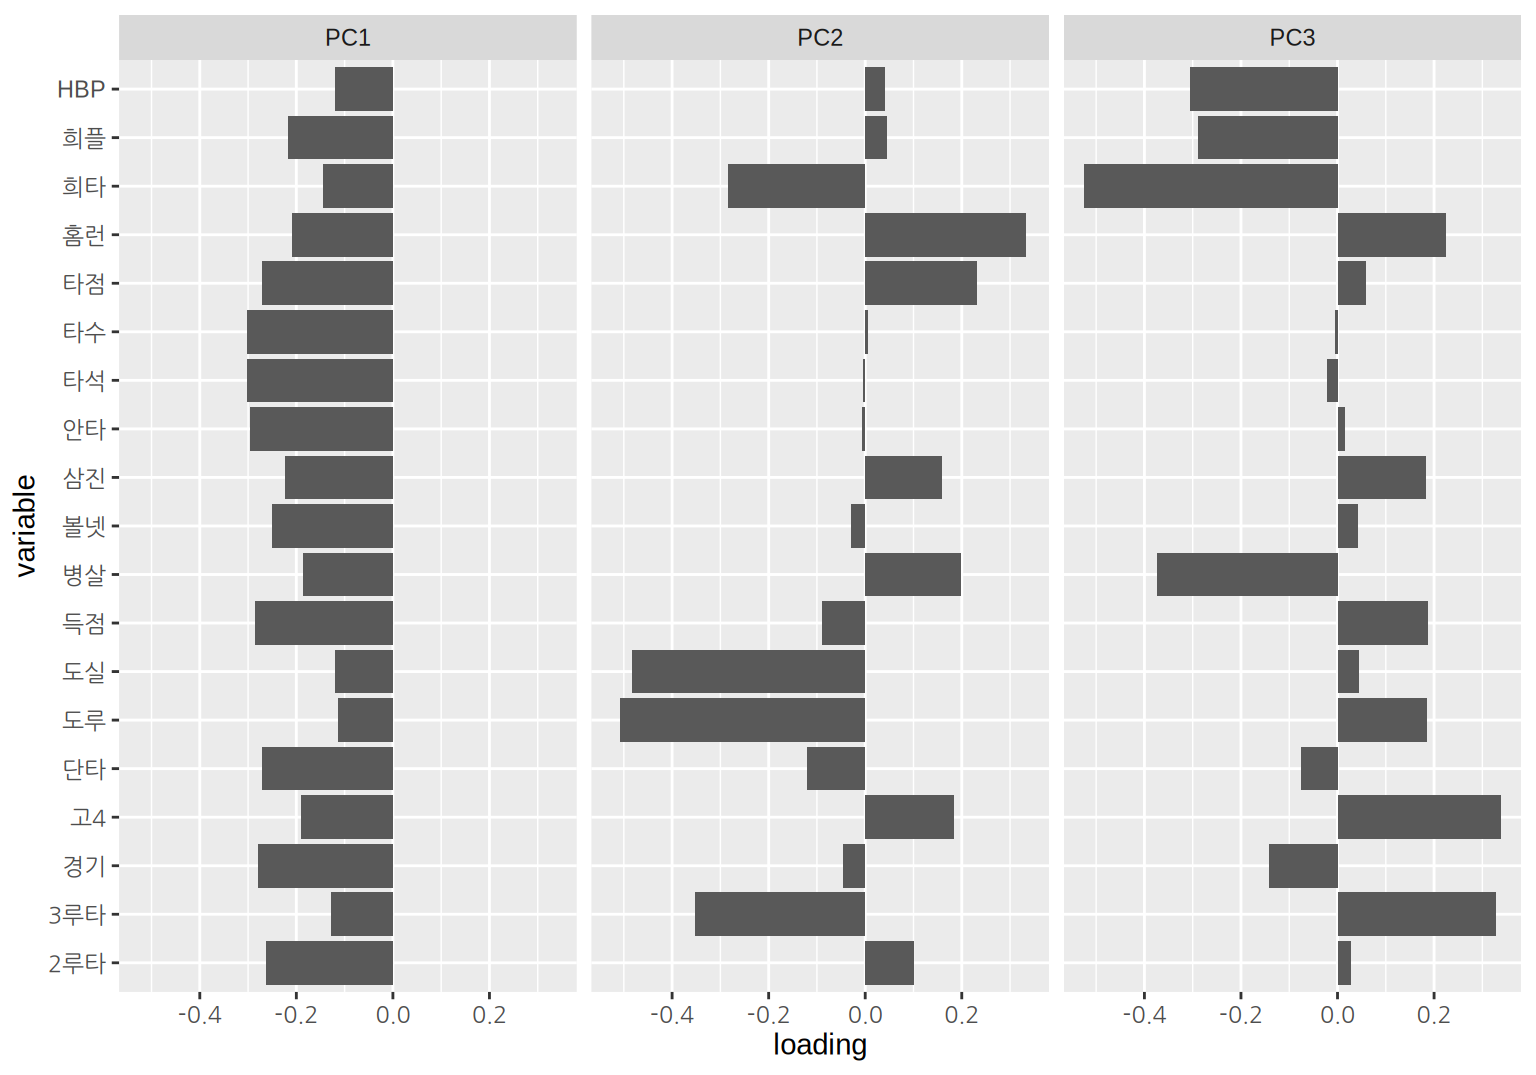 PC1 PC2 PC3
HBP
희플
희타
홈런
타점
타수
타석
안타
삼진
볼넷
병살
득점
도실
도루
단타
고4
경기
3루타
2루타
variable
-0.4 -0.2 0.0 0.2 -0.4 -0.2 0.0 0.2 -0.4 -0.2 0.0 0.2
loading